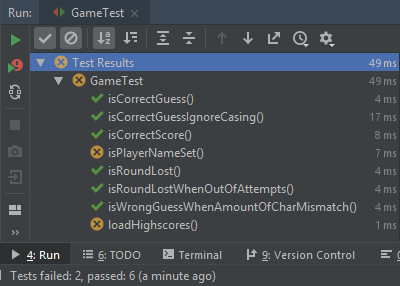 Run: GameTest
Test Results 49 ms
GameTest 49 ms
isCorrectGuess() 4 ms
isCorrectGuessIgnoreCasing() 17 ms
isCorrectScore() 8 ms
isPlayerNameSet() 7 ms
isRoundLost() 4 ms
isRoundLostWhenOutOfAttempts() 4 ms
isWrongGuessWhenAmountOfCharMismatch() 4 ms
loadHighscores() 1 ms
4: Run 6: TODO Terminal 9: Version Control
Tests failed: 2, passed: 6 (a minute ago)